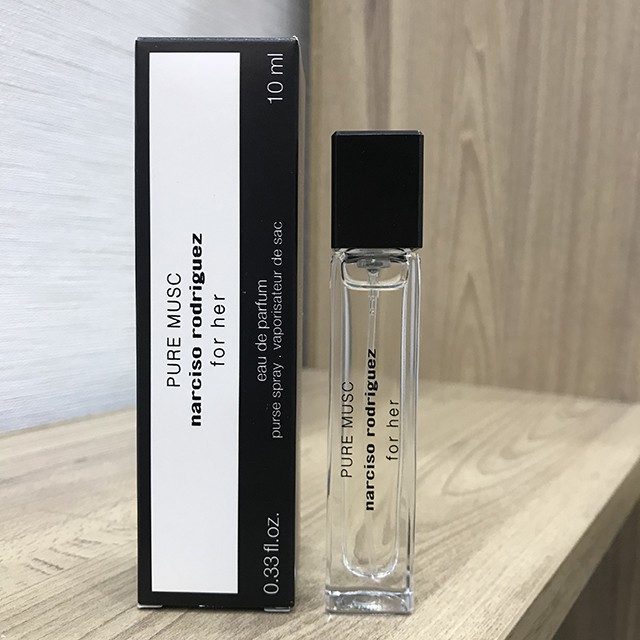 PURE MUSC
narciso rodriguez
for her
eau de parfum
purse spray . vaporisateur de sac
0.33 fl.oz.
10 ml
PURE MUSC
narciso rodriguez
for her